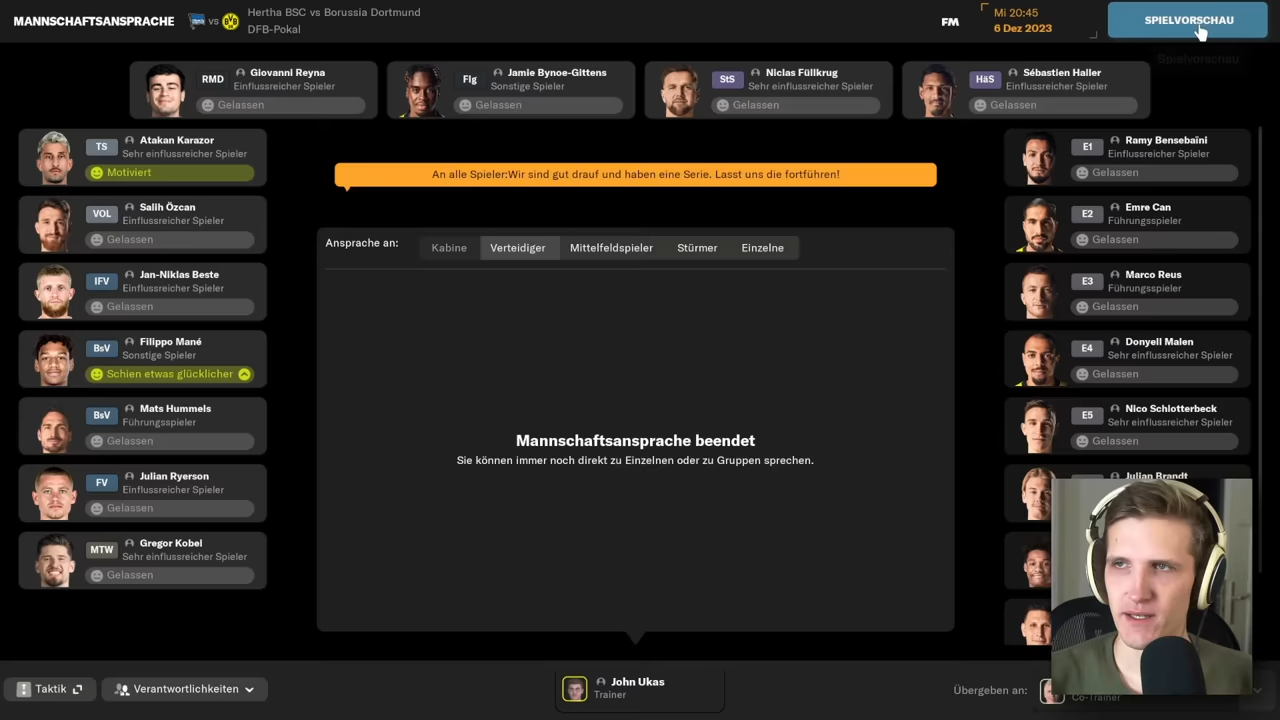 MANNSCHAFTSANSPRACHE
vs
Hertha BSC vs Borussia Dortmund
DFB-Pokal
FM
Mi 20:45
6 Dez 2023
SPIELVORSCHAU
Spielvorschau
RMD
Giovanni Reyna
Einflussreicher Spieler
Gelassen
Flg
Jamie Bynoe-Gittens
Sonstige Spieler
Gelassen
StS
Niclas Füllkrug
Sehr einflussreicher Spieler
Gelassen
HäS
Sébastien Haller
Einflussreicher Spieler
Gelassen
TS
Atakan Karazor
Sehr einflussreicher Spieler
Motiviert
VOL
Salih Özcan
Einflussreicher Spieler
Gelassen
IFV
Jan-Niklas Beste
Einflussreicher Spieler
Gelassen
BsV
Filippo Mané
Sonstige Spieler
Schien etwas glücklicher
BsV
Mats Hummels
Führungsspieler
Gelassen
FV
Julian Ryerson
Einflussreicher Spieler
Gelassen
MTW
Gregor Kobel
Sehr einflussreicher Spieler
Gelassen
An alle Spieler:Wir sind gut drauf und haben eine Serie. Lasst uns die fortführen!
Ansprache an:
Kabine
Verteidiger
Mittelfeldspieler
Stürmer
Einzelne
Mannschaftsansprache beendet
Sie können immer noch direkt zu Einzelnen oder zu Gruppen sprechen.
E1
Ramy Bensebaïni
Einflussreicher Spieler
Gelassen
E2
Emre Can
Führungsspieler
Gelassen
E3
Marco Reus
Führungsspieler
Gelassen
E4
Donyell Malen
Sehr einflussreicher Spieler
Gelassen
E5
Nico Schlotterbeck
Sehr einflussreicher Spieler
Gelassen
Julian Brandt
Taktik
Verantwortlichkeiten
John Ukas
Trainer
Übergeben an:
Co-Trainer